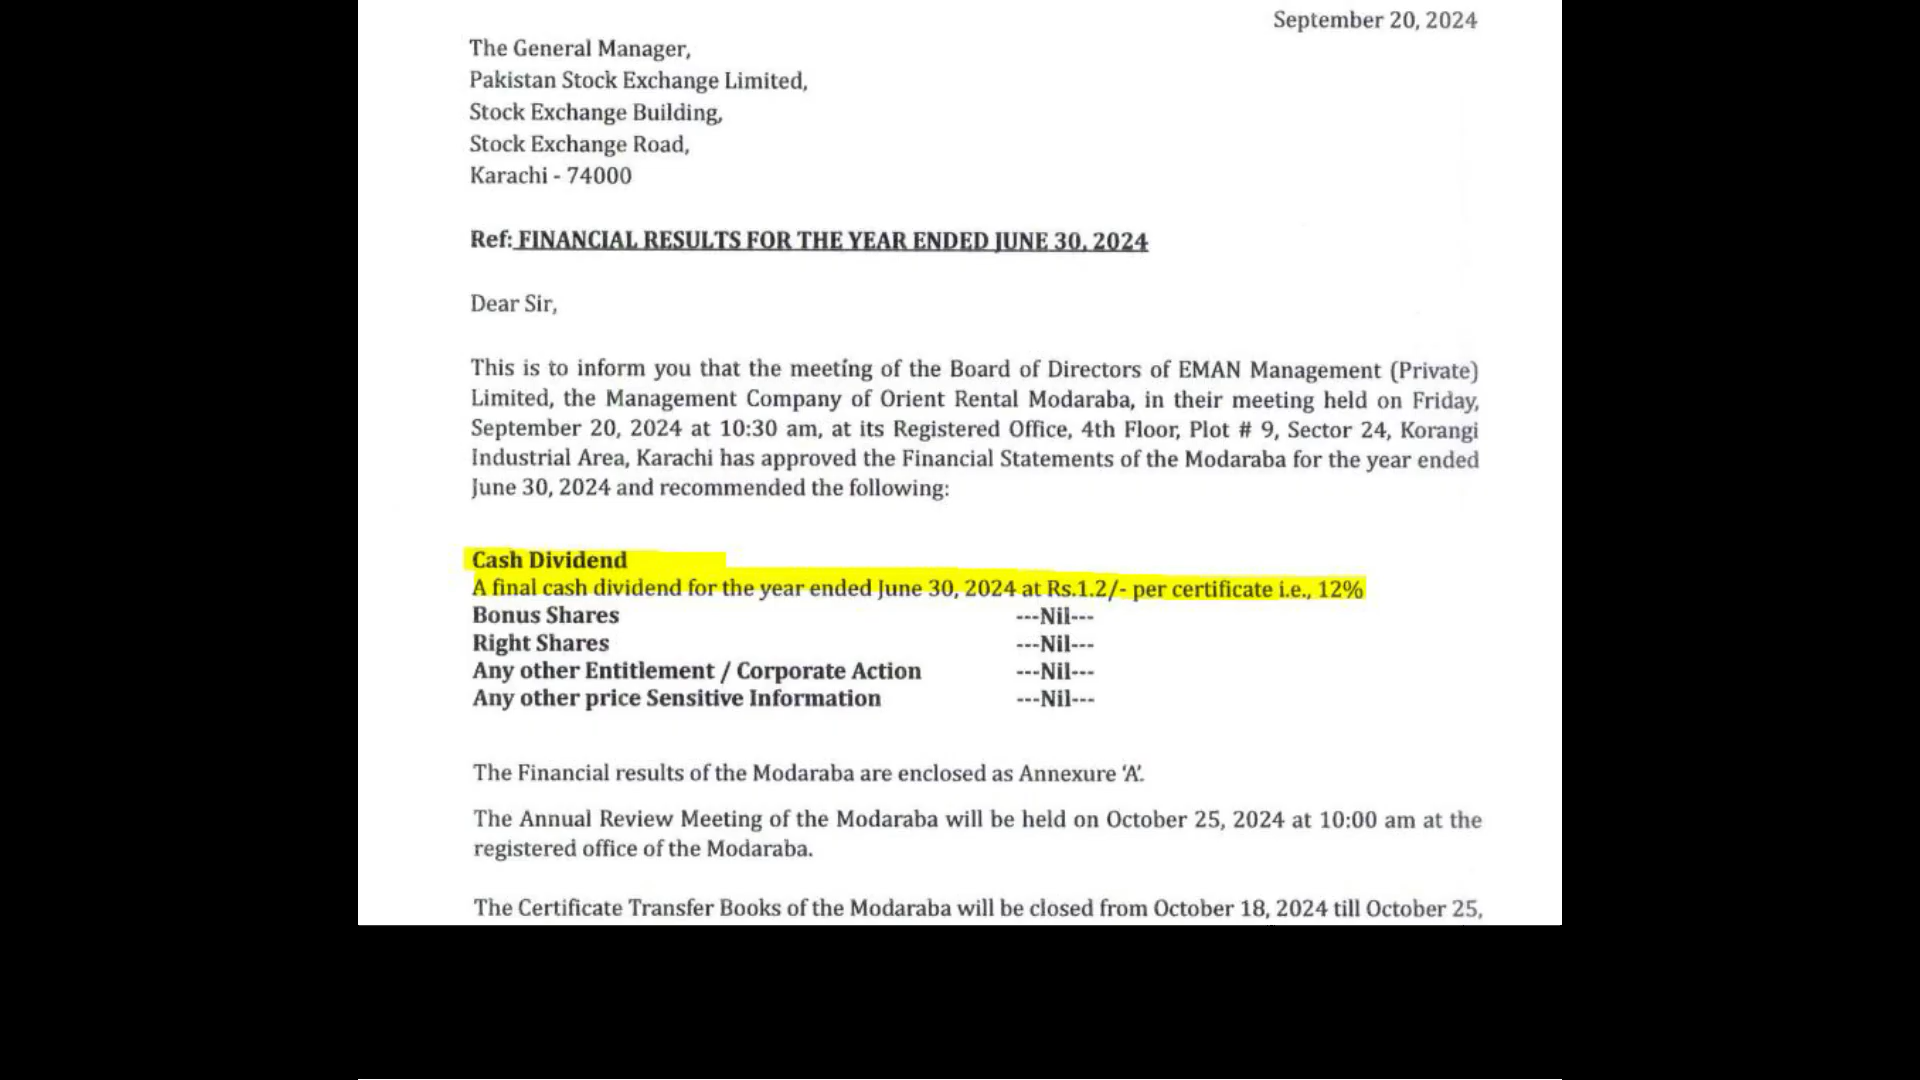 September 20, 2024
The General Manager,
Pakistan Stock Exchange Limited,
Stock Exchange Building,
Stock Exchange Road,
Karachi - 74000
Ref: FINANCIAL RESULTS FOR THE YEAR ENDED JUNE 30, 2024
Dear Sir,
This is to inform you that the meeting of the Board of Directors of EMAN Management (Private)
Limited, the Management Company of Orient Rental Modaraba, in their meeting held on Friday,
September 20, 2024 at 10:30 am, at its Registered Office, 4th Floor, Plot # 9, Sector 24, Korangi
Industrial Area, Karachi has approved the Financial Statements of the Modaraba for the year ended
June 30, 2024 and recommended the following:
Cash Dividend
A final cash dividend for the year ended June 30, 2024 at Rs.1.2/- per certificate i.e., 12%
Bonus Shares ---Nil---
Right Shares ---Nil---
Any other Entitlement / Corporate Action ---Nil---
Any other price Sensitive Information ---Nil---
The Financial results of the Modaraba are enclosed as Annexure ‘A’.
The Annual Review Meeting of the Modaraba will be held on October 25, 2024 at 10:00 am at the
registered office of the Modaraba.
The Certificate Transfer Books of the Modaraba will be closed from October 18, 2024 till October 25,